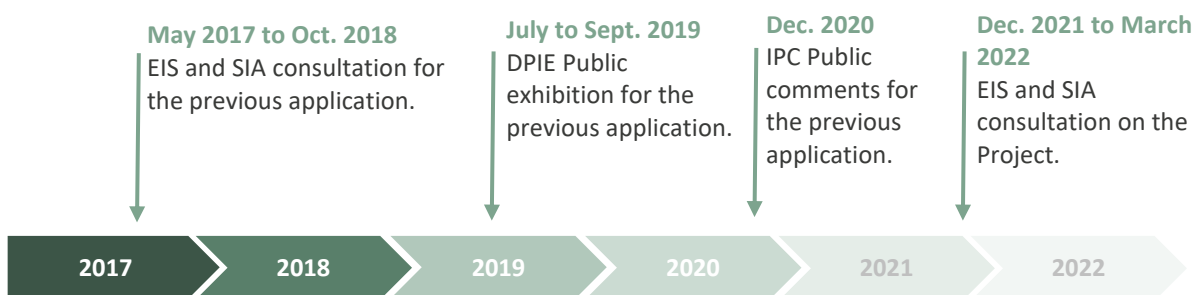 May 2017 to Oct. 2018
EIS and SIA consultation for
the previous application.
July to Sept. 2019
DPIE Public
exhibition for the
previous application.
Dec. 2020
IPC Public
comments for
the previous
application.
Dec. 2021 to March
2022
EIS and SIA
consultation on the
Project.
2017
2018
2019
2020
2021
2022